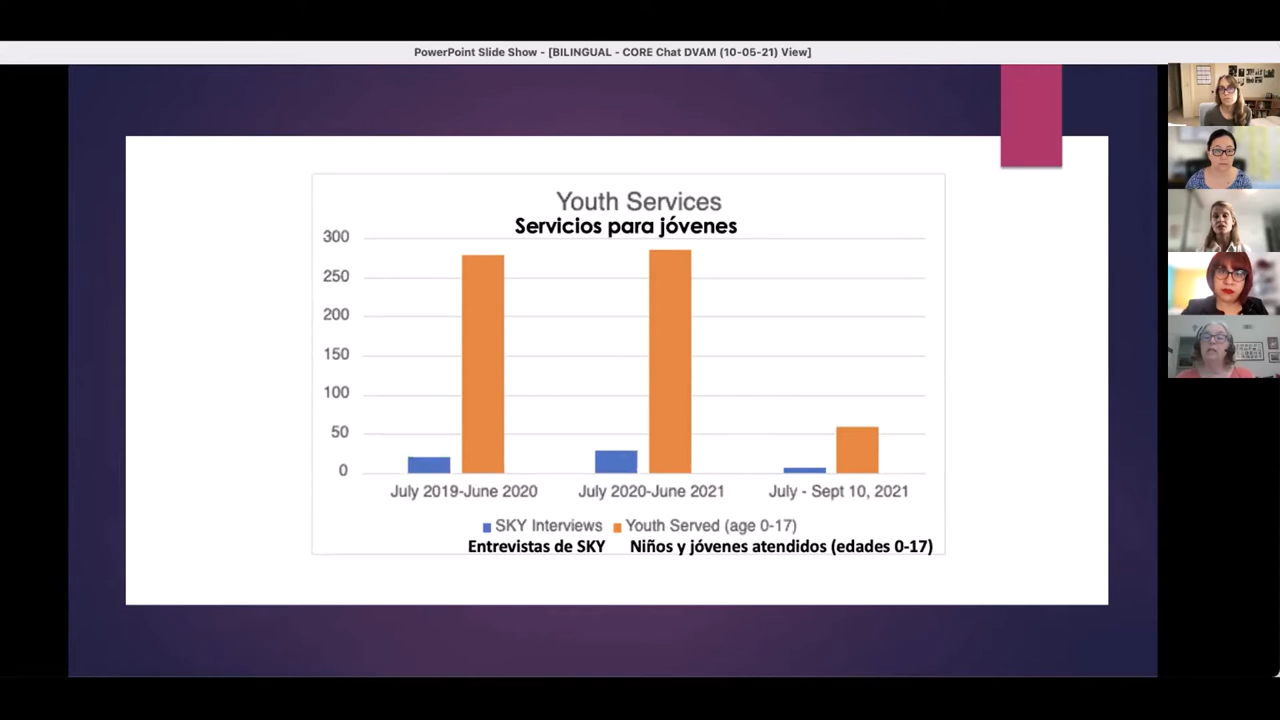 PowerPoint Slide Show - [BILINGUAL - CORE Chat DVAM (10-05-21) View]
Youth Services
Servicios para jóvenes
300
250
200
150
100
50
0
July 2019-June 2020 July 2020-June 2021 July - Sept 10, 2021
SKY Interviews Youth Served (age 0-17)
Entrevistas de SKY Niños y jóvenes atendidos (edades 0-17)